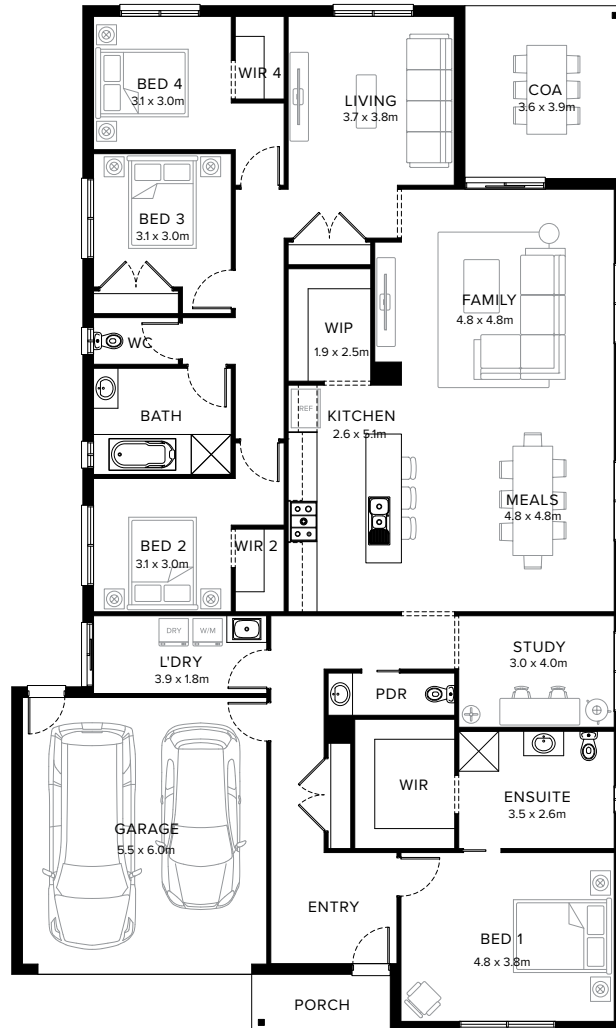 BED 4
3.1 x 3.0m
WIR 4
LIVING
3.7 x 3.8m
COA
3.6 x 3.9m
BED 3
3.1 x 3.0m
FAMILY
4.8 x 4.8m
WC
WIP
1.9 x 2.5m
BATH
REF
KITCHEN
2.6 x 5.1m
MEALS
4.8 x 4.8m
BED 2
3.1 x 3.0m
WIR 2
DRY
W/M
L'DRY
3.9 x 1.8m
STUDY
3.0 x 4.0m
PDR
WIR
ENSUITE
3.5 x 2.6m
GARAGE
5.5 x 6.0m
ENTRY
BED 1
4.8 x 3.8m
PORCH